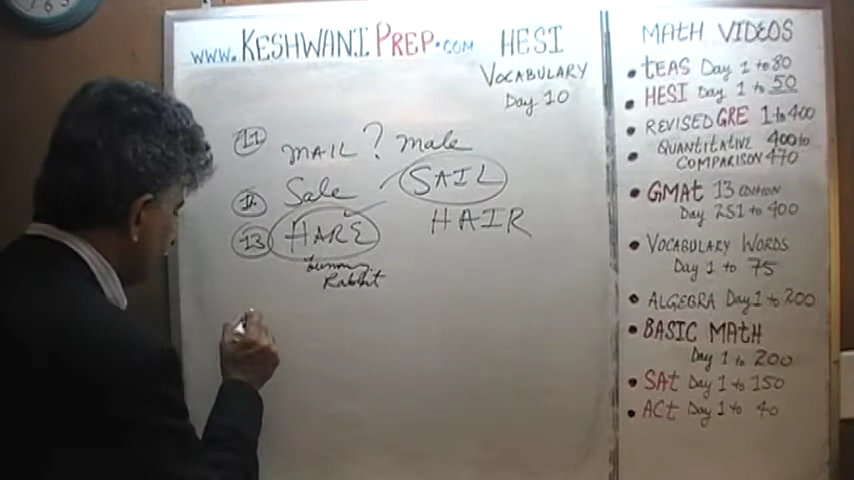 www.KESHWANIPREP.com HESI
VOCABULARY
Day 10
11 MAIL ? male
12 Sale SAIL
13 HARE HAIR
Rabbit
MATH VIDEOS
• tEAS Day 1 to 80
• HESI Day 1 to 50
• REVISED GRE 1 to 400
• QUANTITATIVE 400 to
COMPARISON 470
• GMAt 13 EDITION
Day 251 to 400
• VOCABULARY WORDS
Day 1 to 75
• ALGEBRA Day 1 to 200
• BASIC MATH
Day 1 to 200
• SAt Day 1 to 150
• ACt Day 1 to 40